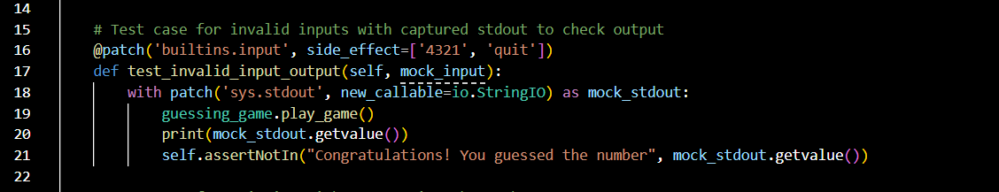 14
15 # Test case for invalid inputs with captured stdout to check output
16 @patch('builtins.input', side_effect=['4321', 'quit'])
17 def test_invalid_input_output(self, mock_input):
18 with patch('sys.stdout', new_callable=io.StringIO) as mock_stdout:
19 guessing_game.play_game()
20 print(mock_stdout.getvalue())
21 self.assertNotIn("Congratulations! You guessed the number", mock_stdout.getvalue())
22